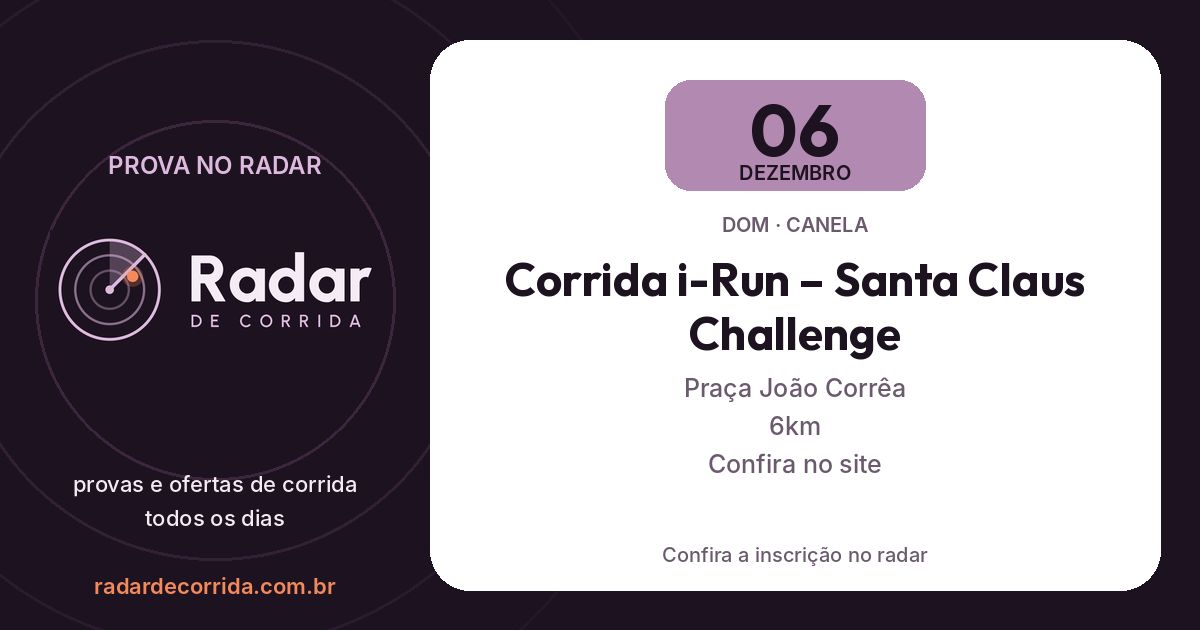 PROVA NO RADAR
Radar
DE CORRIDA
provas e ofertas de corrida
todos os dias
radardecorrida.com.br
06
DEZEMBRO
DOM · CANELA
Corrida i-Run – Santa Claus
Challenge
Praça João Corrêa
6km
Confira no site
Confira a inscrição no radar